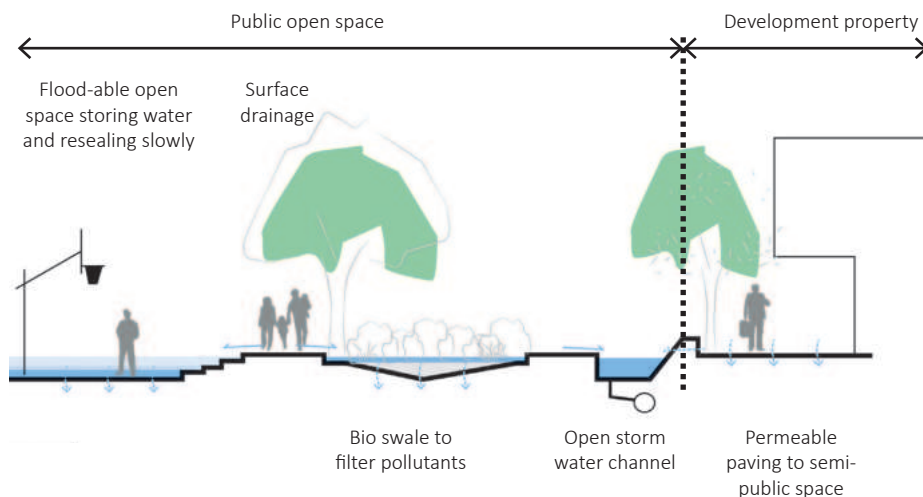 Public open space
Development property
Flood-able open
space storing water
and resealing slowly
Surface
drainage
Bio swale to
filter pollutants
Open storm
water channel
Permeable
paving to semi-
public space